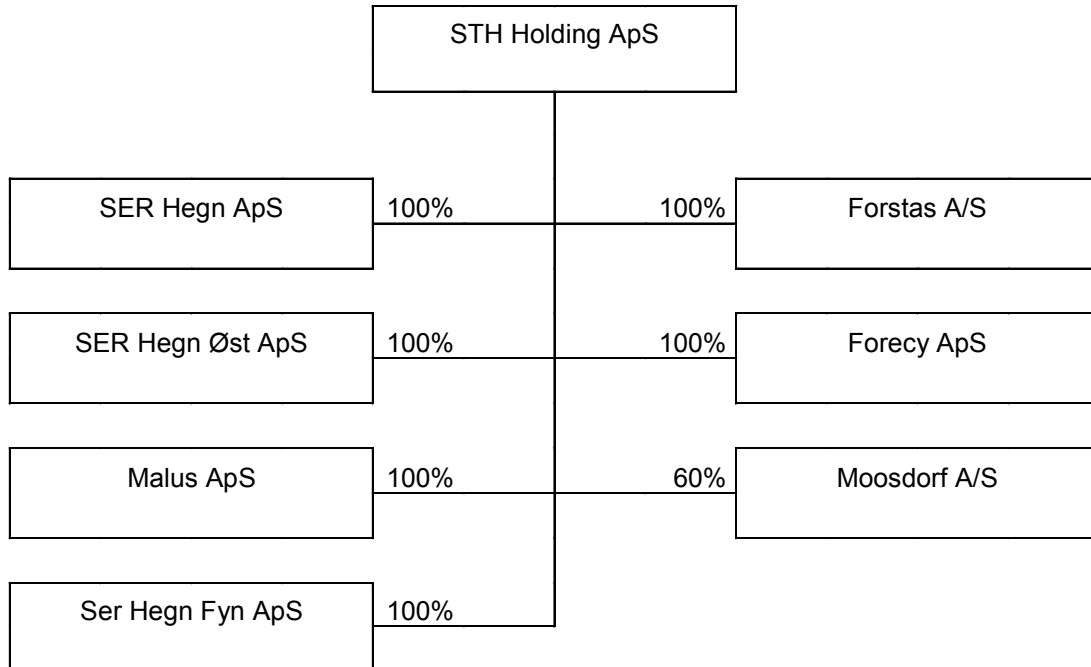 STH Holding ApS
SER Hegn ApS
100%
100%
Forstas A/S
SER Hegn Øst ApS
100%
100%
Forecy ApS
Malus ApS
100%
60%
Moosdorf A/S
Ser Hegn Fyn ApS
100%